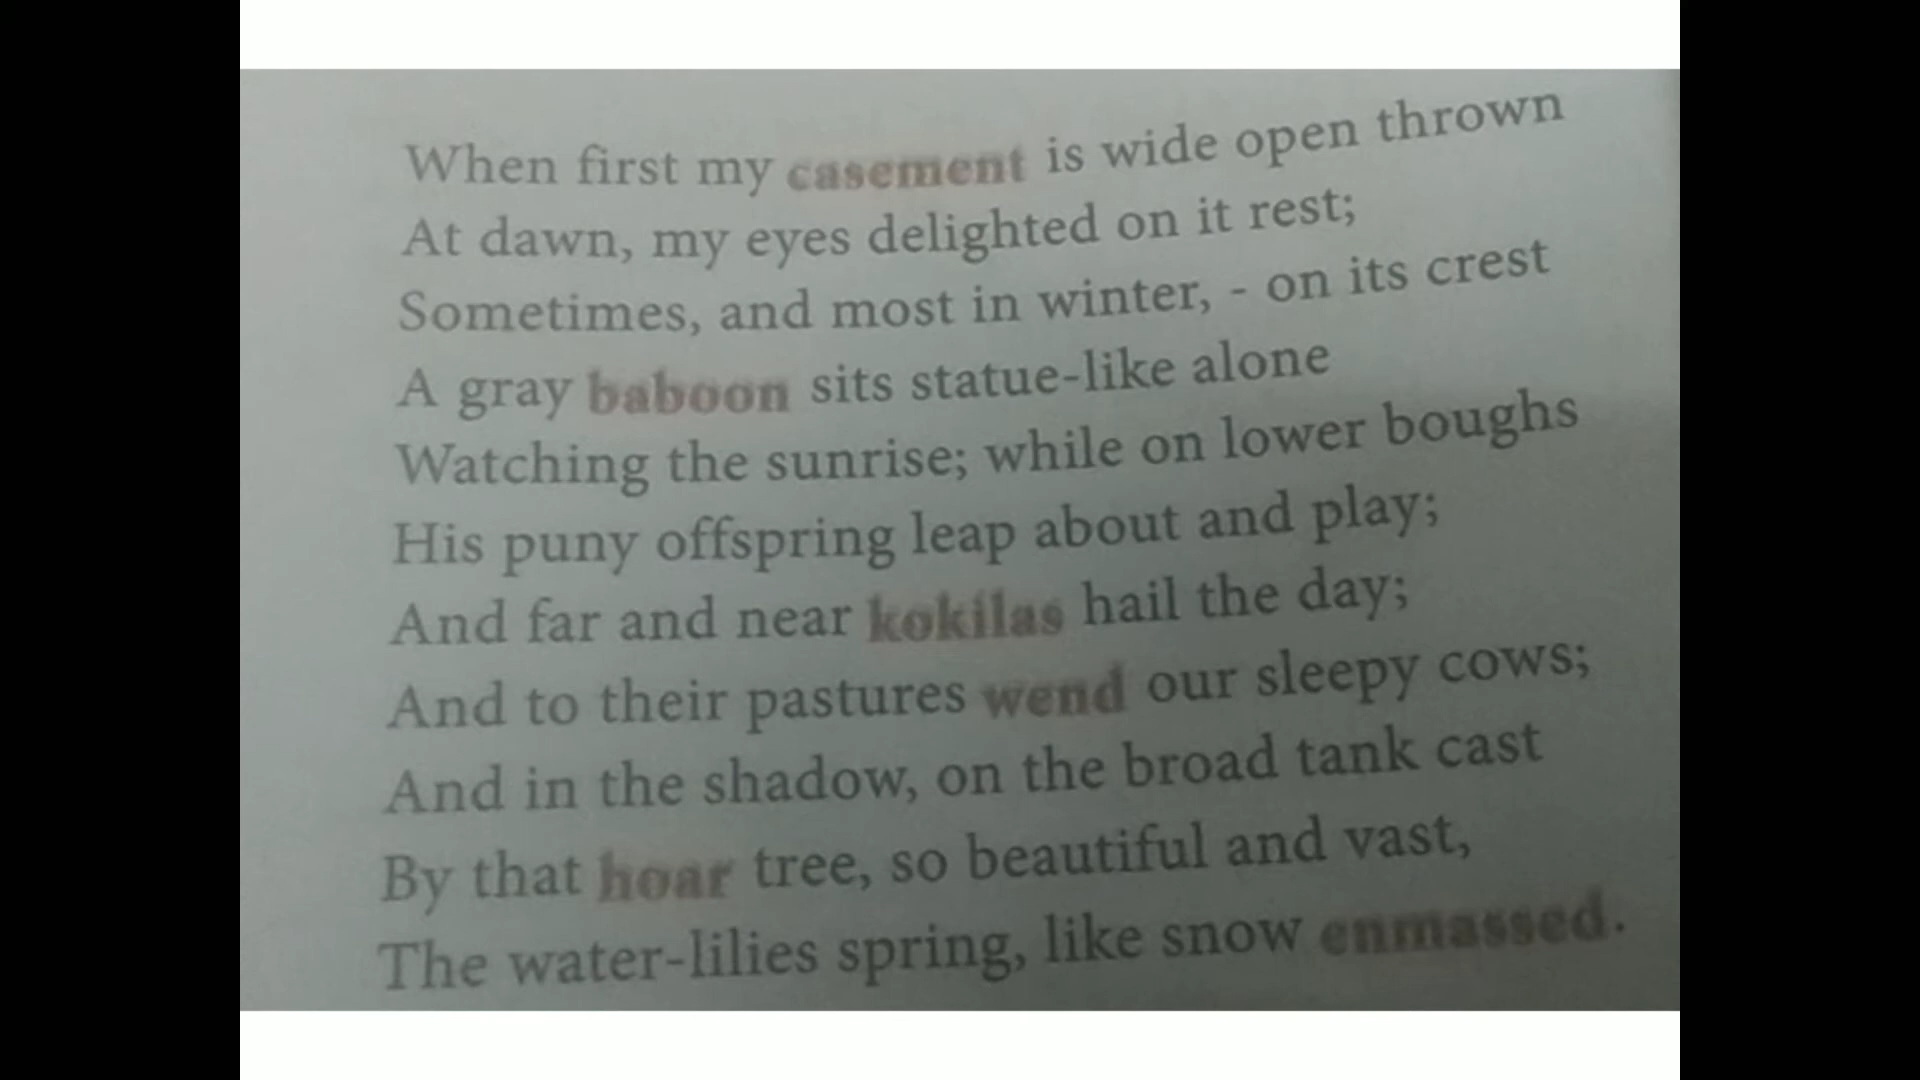 When first my casement is wide open thrown
At dawn, my eyes delighted on it rest;
Sometimes, and most in winter, - on its crest
A gray baboon sits statue-like alone
Watching the sunrise; while on lower boughs
His puny offspring leap about and play;
And far and near kokilas hail the day;
And to their pastures wend our sleepy cows;
And in the shadow, on the broad tank cast
By that hoar tree, so beautiful and vast,
The water-lilies spring, like snow enmassed.